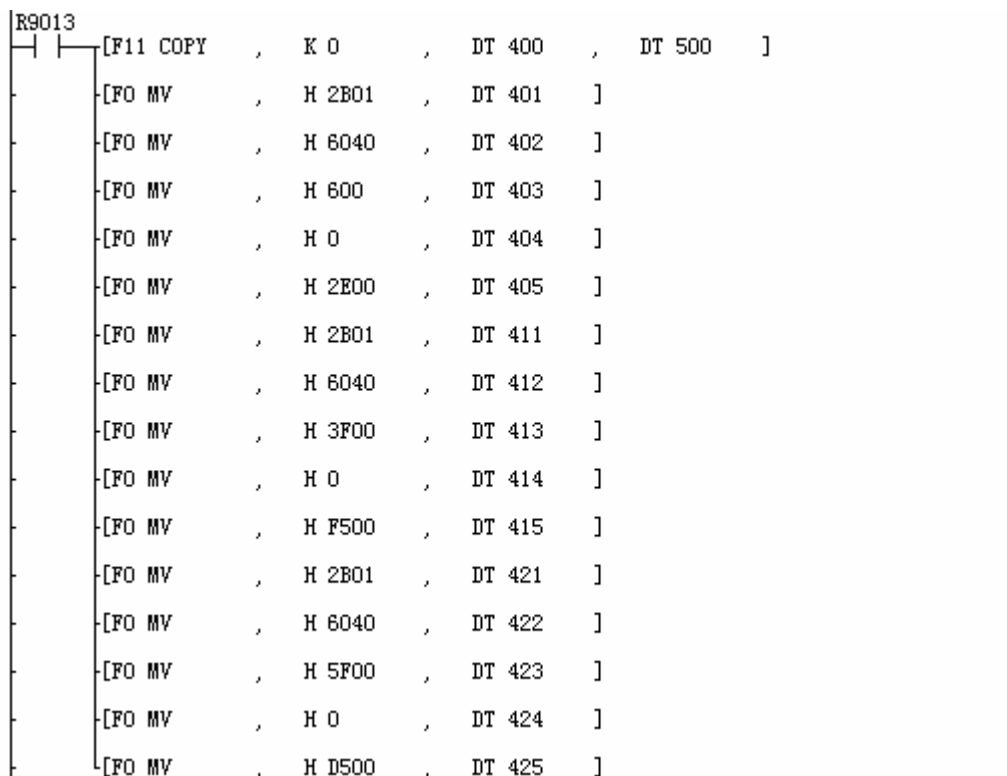 R9013
[F11 COPY , K 0 , DT 400 , DT 500 ]
[F0 MV , H 2B01 , DT 401 ]
[F0 MV , H 6040 , DT 402 ]
[F0 MV , H 600 , DT 403 ]
[F0 MV , H 0 , DT 404 ]
[F0 MV , H 2E00 , DT 405 ]
[F0 MV , H 2B01 , DT 411 ]
[F0 MV , H 6040 , DT 412 ]
[F0 MV , H 3F00 , DT 413 ]
[F0 MV , H 0 , DT 414 ]
[F0 MV , H F500 , DT 415 ]
[F0 MV , H 2B01 , DT 421 ]
[F0 MV , H 6040 , DT 422 ]
[F0 MV , H 5F00 , DT 423 ]
[F0 MV , H 0 , DT 424 ]
[F0 MV , H D500 , DT 425 ]